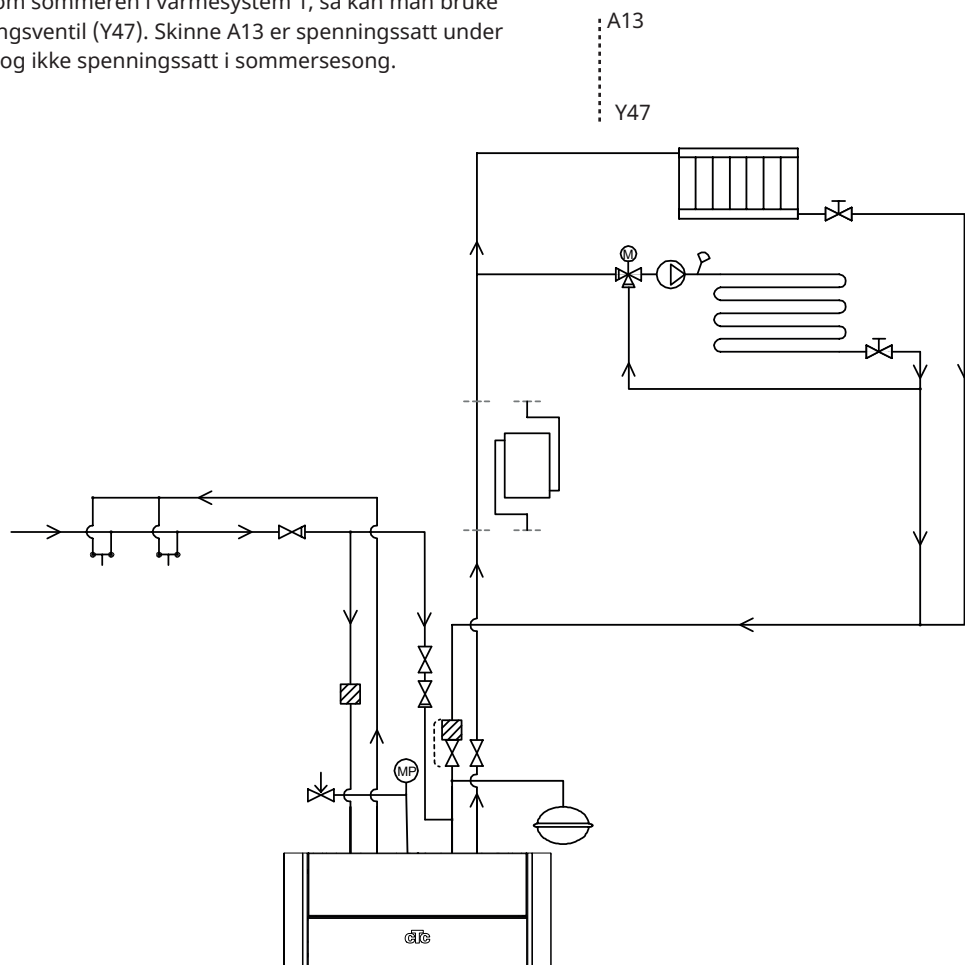 om sommeren i varmesystem 1, så kan man bruke
ngsventil (Y47). Skinne A13 er spenningssatt under
og ikke spenningssatt i sommersesong.
A13
Y47
M
MP
CTC